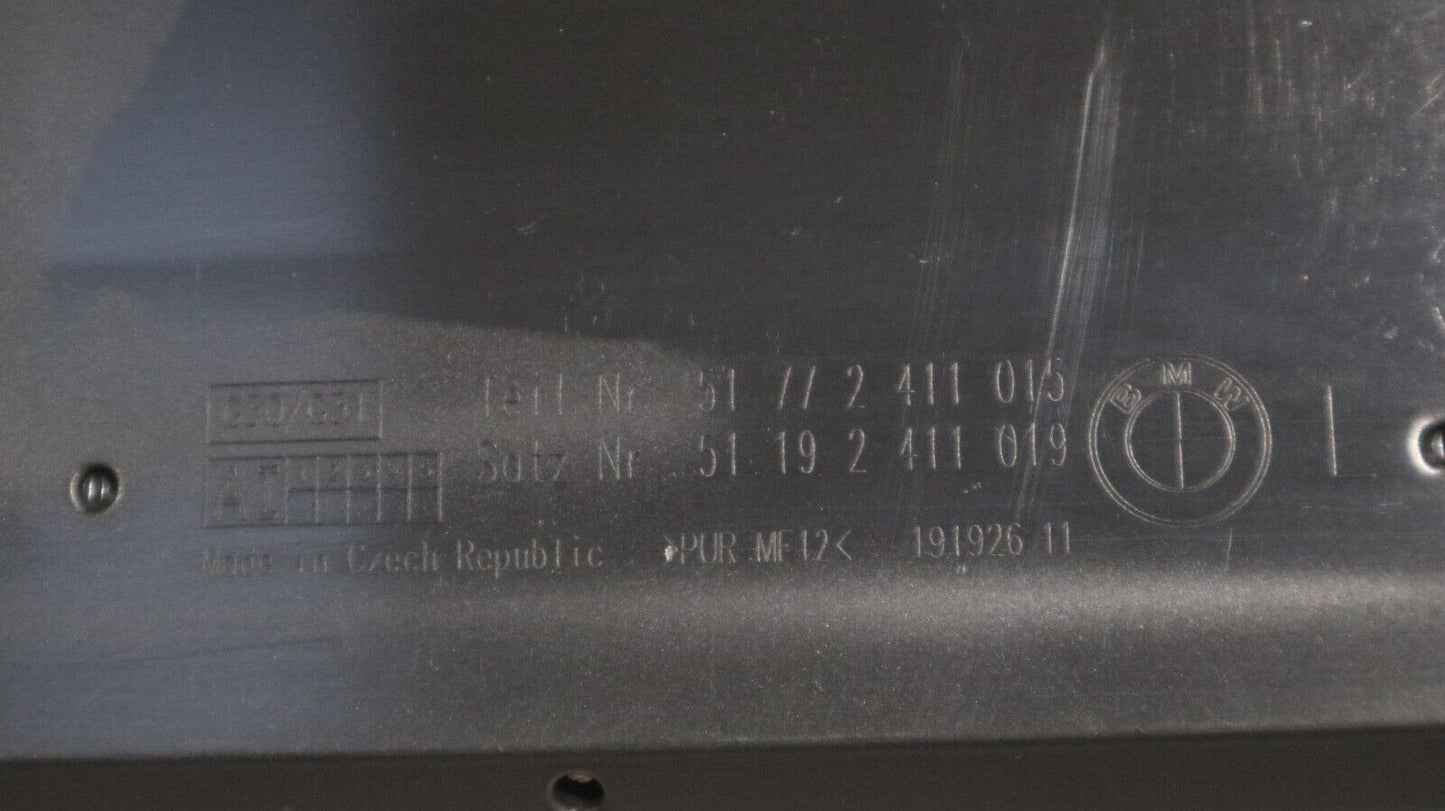 Teil Nr 51 77 2 411 015
Satz Nr 51 19 2 411 019
BMW
L
Made in Czech Republic >PUR MF12< 191926 11